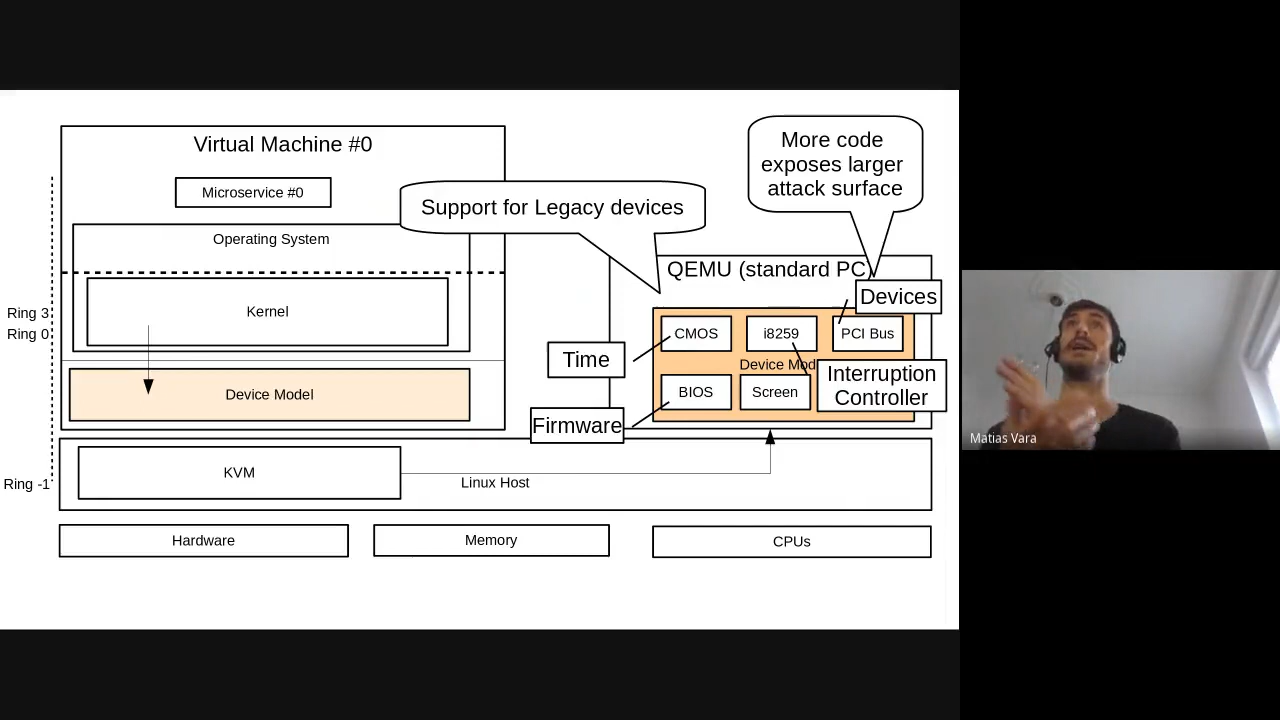 Virtual Machine #0
More code
exposes larger
attack surface
Microservice #0
Support for Legacy devices
Operating System
QEMU (standard PC)
Devices
Kernel
Ring 3
Ring 0
CMOS
i8259
PCI Bus
Time
Device Mod
Interruption
Controller
Device Model
BIOS
Screen
Firmware
KVM
Linux Host
Ring -1
Hardware
Memory
CPUs
Matias Vara